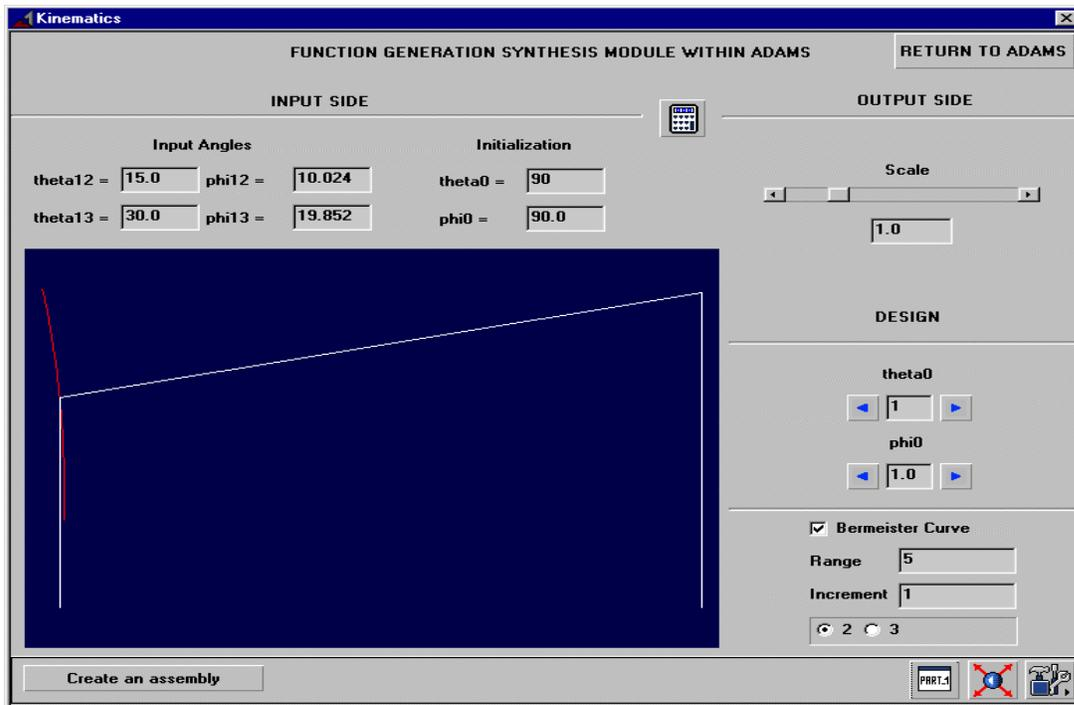 Kinematics
FUNCTION GENERATION SYNTHESIS MODULE WITHIN ADAMS
RETURN TO ADAMS
INPUT SIDE
OUTPUT SIDE
Input Angles
Initialization
theta12 = 15.0 phi12 = 10.024 theta0 = 90
theta13 = 30.0 phi13 = 19.852 phi0 = 90.0
Scale
1.0
DESIGN
theta0
1
phi0
1.0
Bermeister Curve
Range 5
Increment 1
2 3
Create an assembly
PART_1